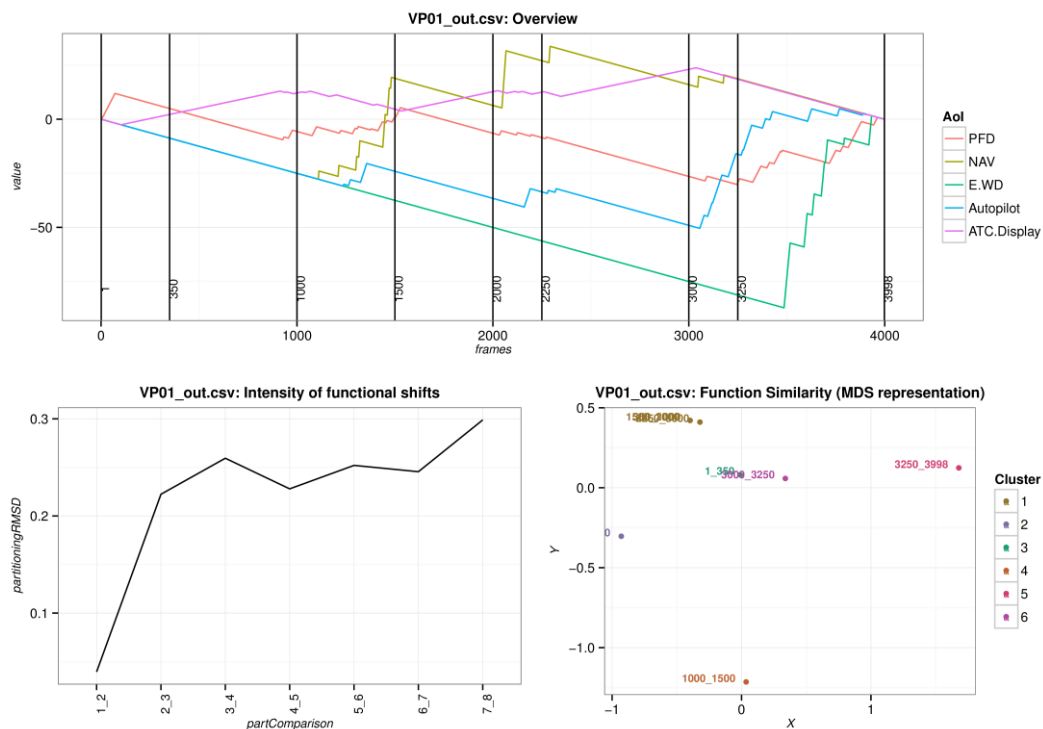 VP01_out.csv: Overview
value
0
−50
1
350
1000
1500
2000
2250
3000
3250
3998
0
1000
2000
3000
4000
frames
AoI
PFD
NAV
E.WD
Autopilot
ATC.Display
VP01_out.csv: Intensity of functional shifts
partitioningRMSD
0.3
0.2
0.1
1_2
2_3
3_4
4_5
5_6
6_7
7_8
partComparison
VP01_out.csv: Function Similarity (MDS representation)
Y
0.5
0.0
−0.5
−1.0
1_350
3000_3250
3250_3998
0
1000_1500
−1
0
1
X
Cluster
1
2
3
4
5
6